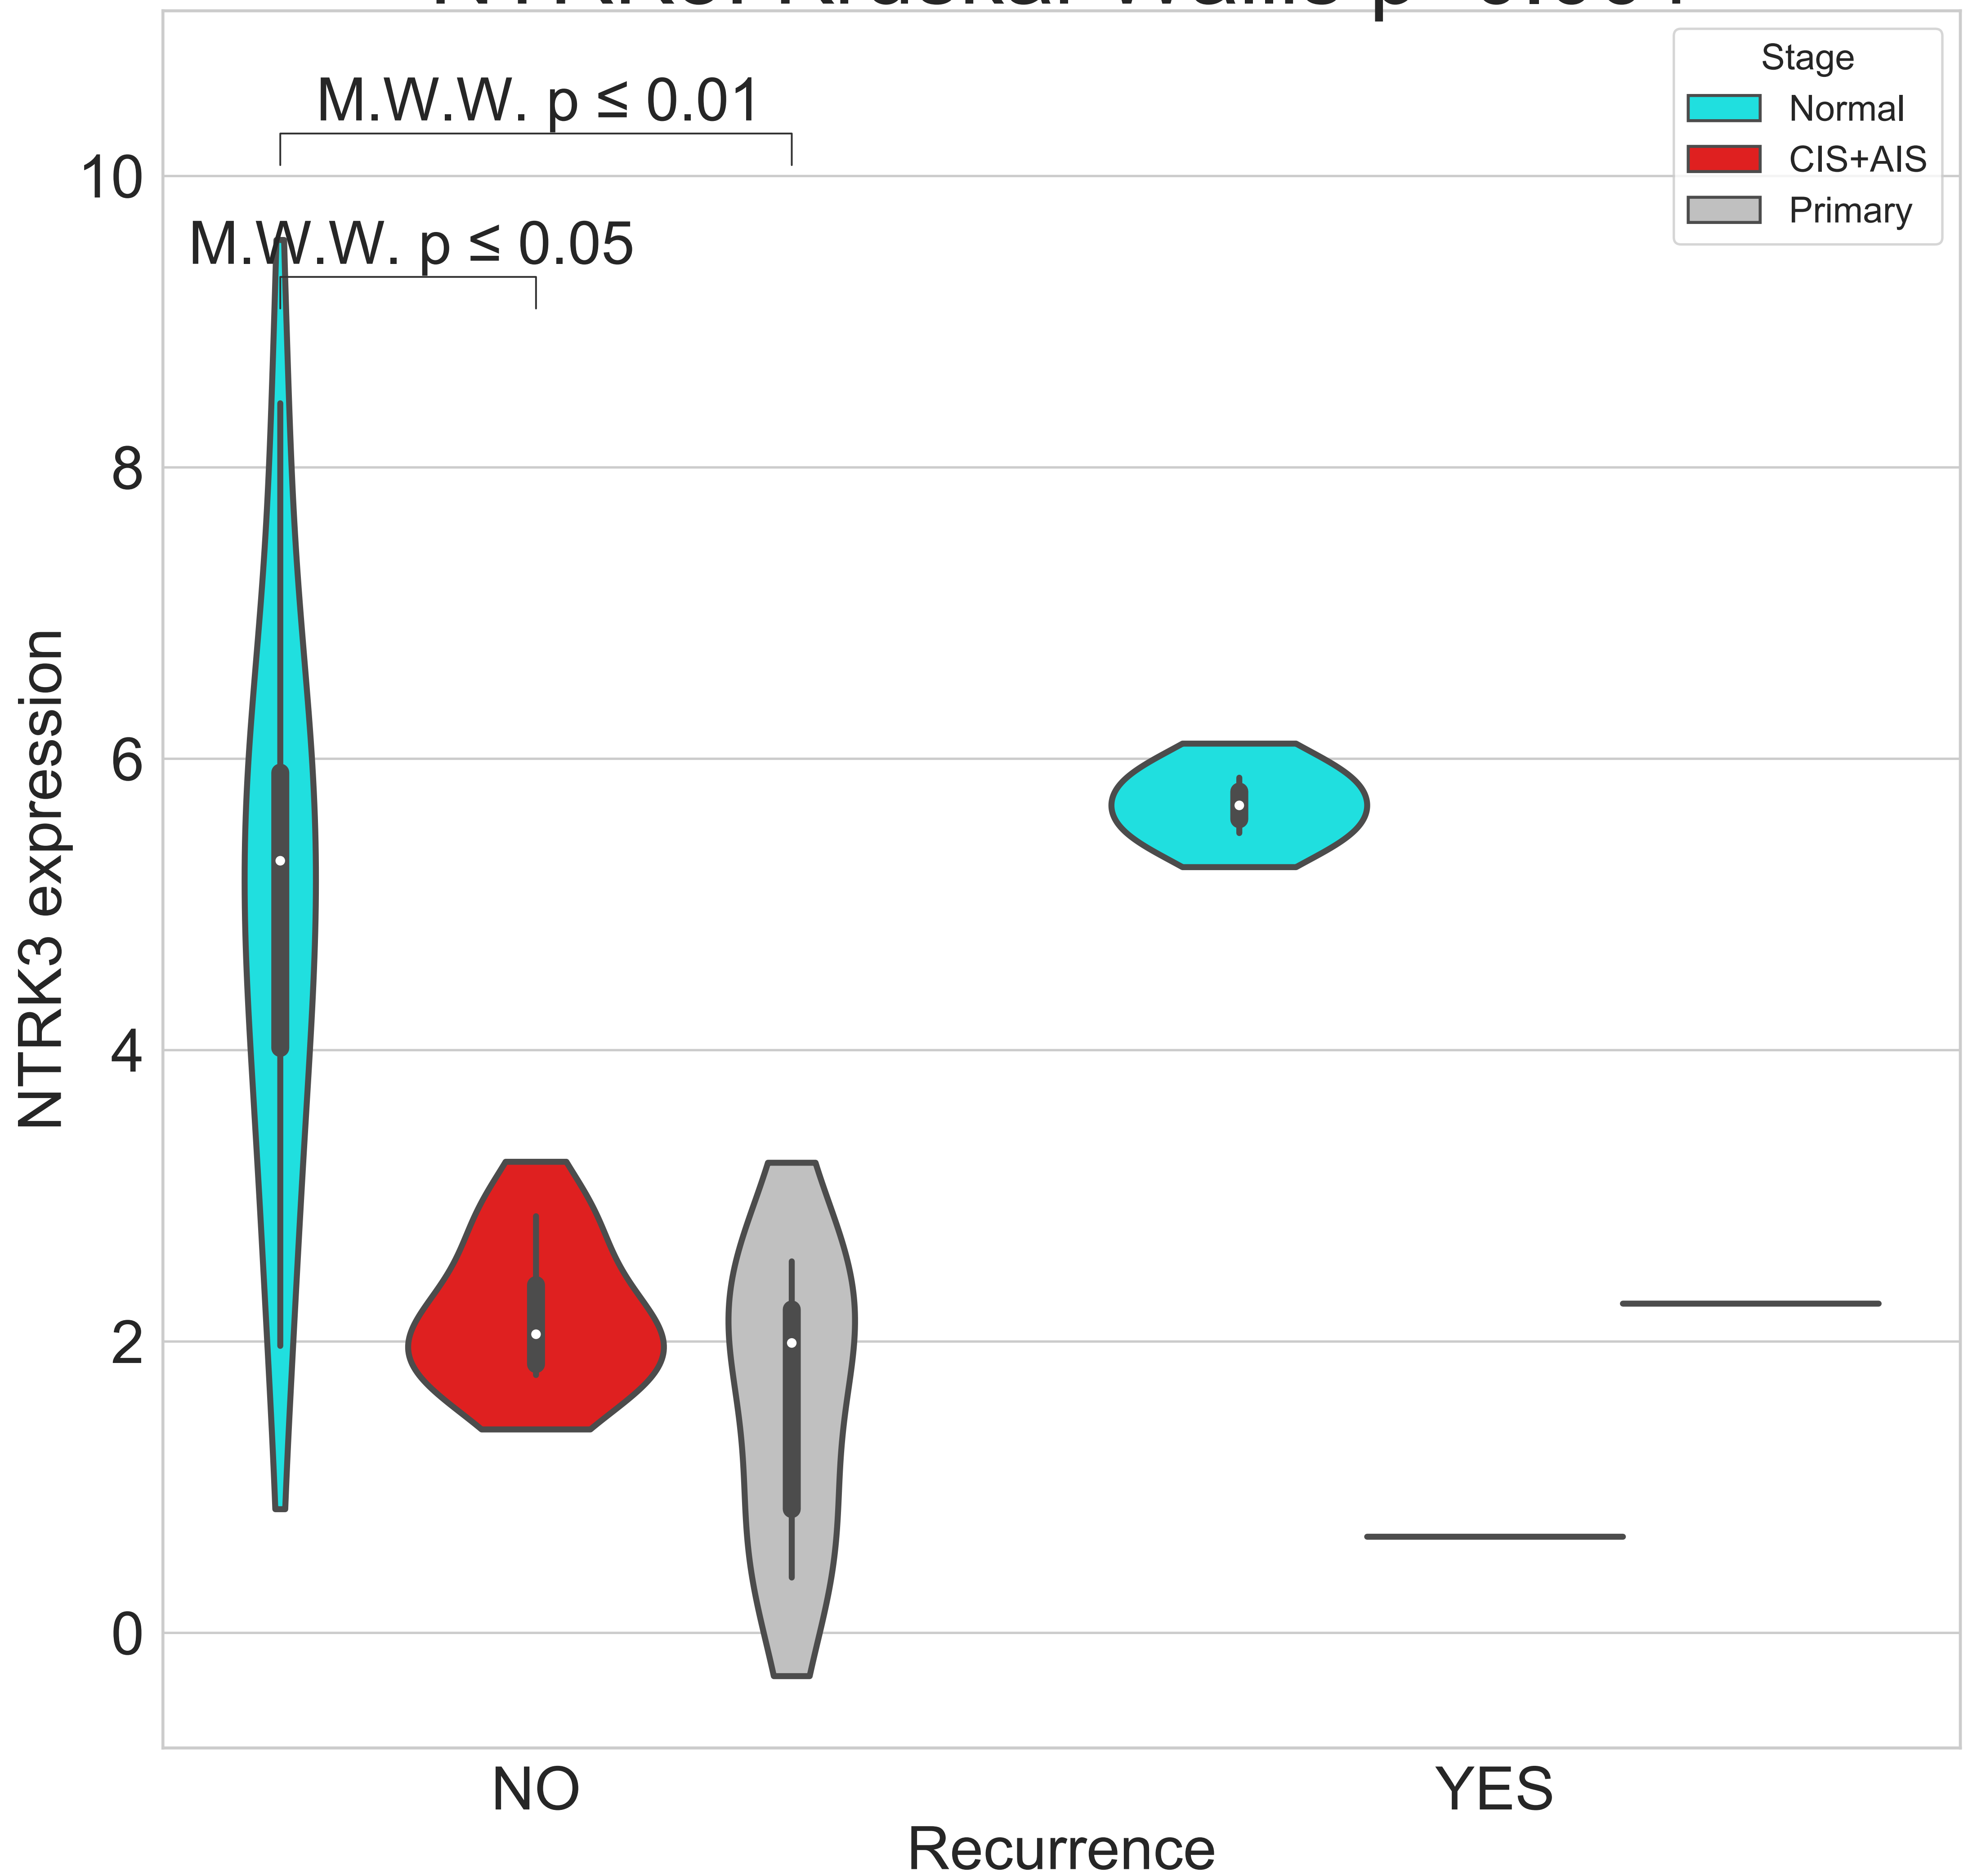 Stage
Normal
CIS+AIS
Primary
M.W.W. p ≤ 0.01
M.W.W. p ≤ 0.05
10
8
6
4
2
0
NTRK3 expression
NO
YES
Recurrence